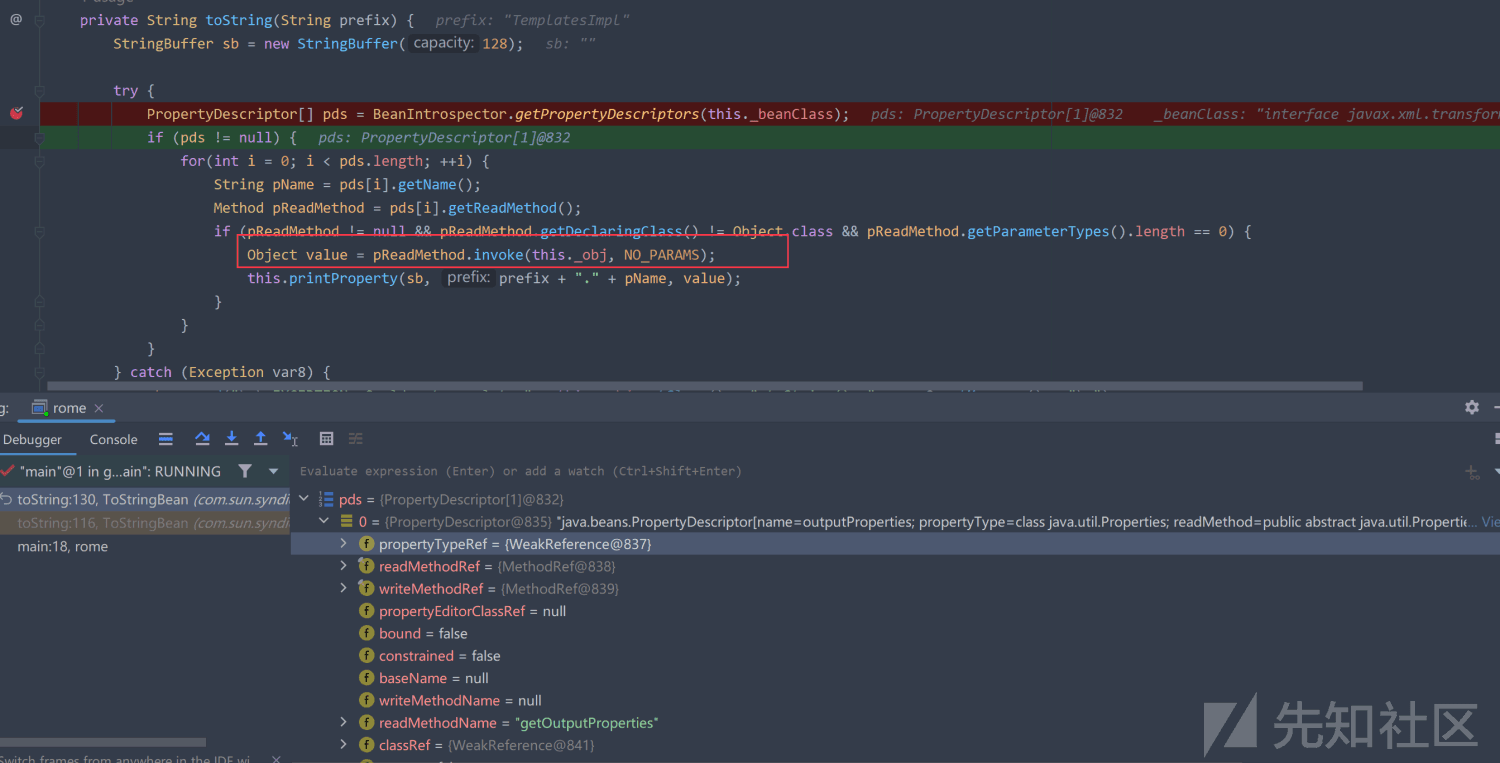 private String toString(String prefix) {   prefix: "TemplatesImpl"
StringBuffer sb = new StringBuffer( capacity: 128);   sb: ""
try {
PropertyDescriptor[] pds = BeanIntrospector.getPropertyDescriptors(this._beanClass);   pds: PropertyDescriptor[1]@832   _beanClass: "interface javax.xml.transform
if (pds != null) {   pds: PropertyDescriptor[1]@832
for(int i = 0; i < pds.length; ++i) {
String pName = pds[i].getName();
Method pReadMethod = pds[i].getReadMethod();
if (pReadMethod != null && pReadMethod.getDeclaringClass() != Object.class && pReadMethod.getParameterTypes().length == 0) {
Object value = pReadMethod.invoke(this._obj, NO_PARAMS);
this.printProperty(sb, prefix: prefix + "." + pName, value);
}
}
}
} catch (Exception var8) {
g: rome
Debugger Console
"main"@1 in g...ain": RUNNING
Evaluate expression (Enter) or add a watch (Ctrl+Shift+Enter)
toString:130, ToStringBean (com.sun.syndi
toString:116, ToStringBean (com.sun.syndi
main:18, rome
pds = {PropertyDescriptor[1]@832}
0 = {PropertyDescriptor@835} "java.beans.PropertyDescriptor[name=outputProperties; propertyType=class java.util.Properties; readMethod=public abstract java.util.Propertie... Vie
propertyTypeRef = {WeakReference@837}
readMethodRef = {MethodRef@838}
writeMethodRef = {MethodRef@839}
propertyEditorClassRef = null
bound = false
constrained = false
baseName = null
writeMethodName = null
readMethodName = "getOutputProperties"
classRef = {WeakReference@841}
Switch frames from anywhere in the IDE wi...
先知社区